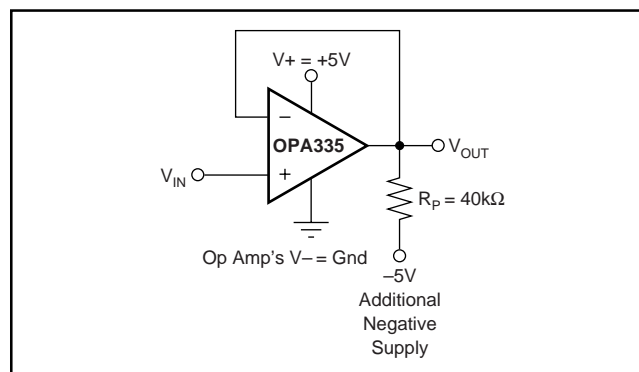 V+ = +5V
−
OPA335
+
V_IN
V_OUT
R_P = 40kΩ
Op Amp's V− = Gnd
−5V
Additional
Negative
Supply